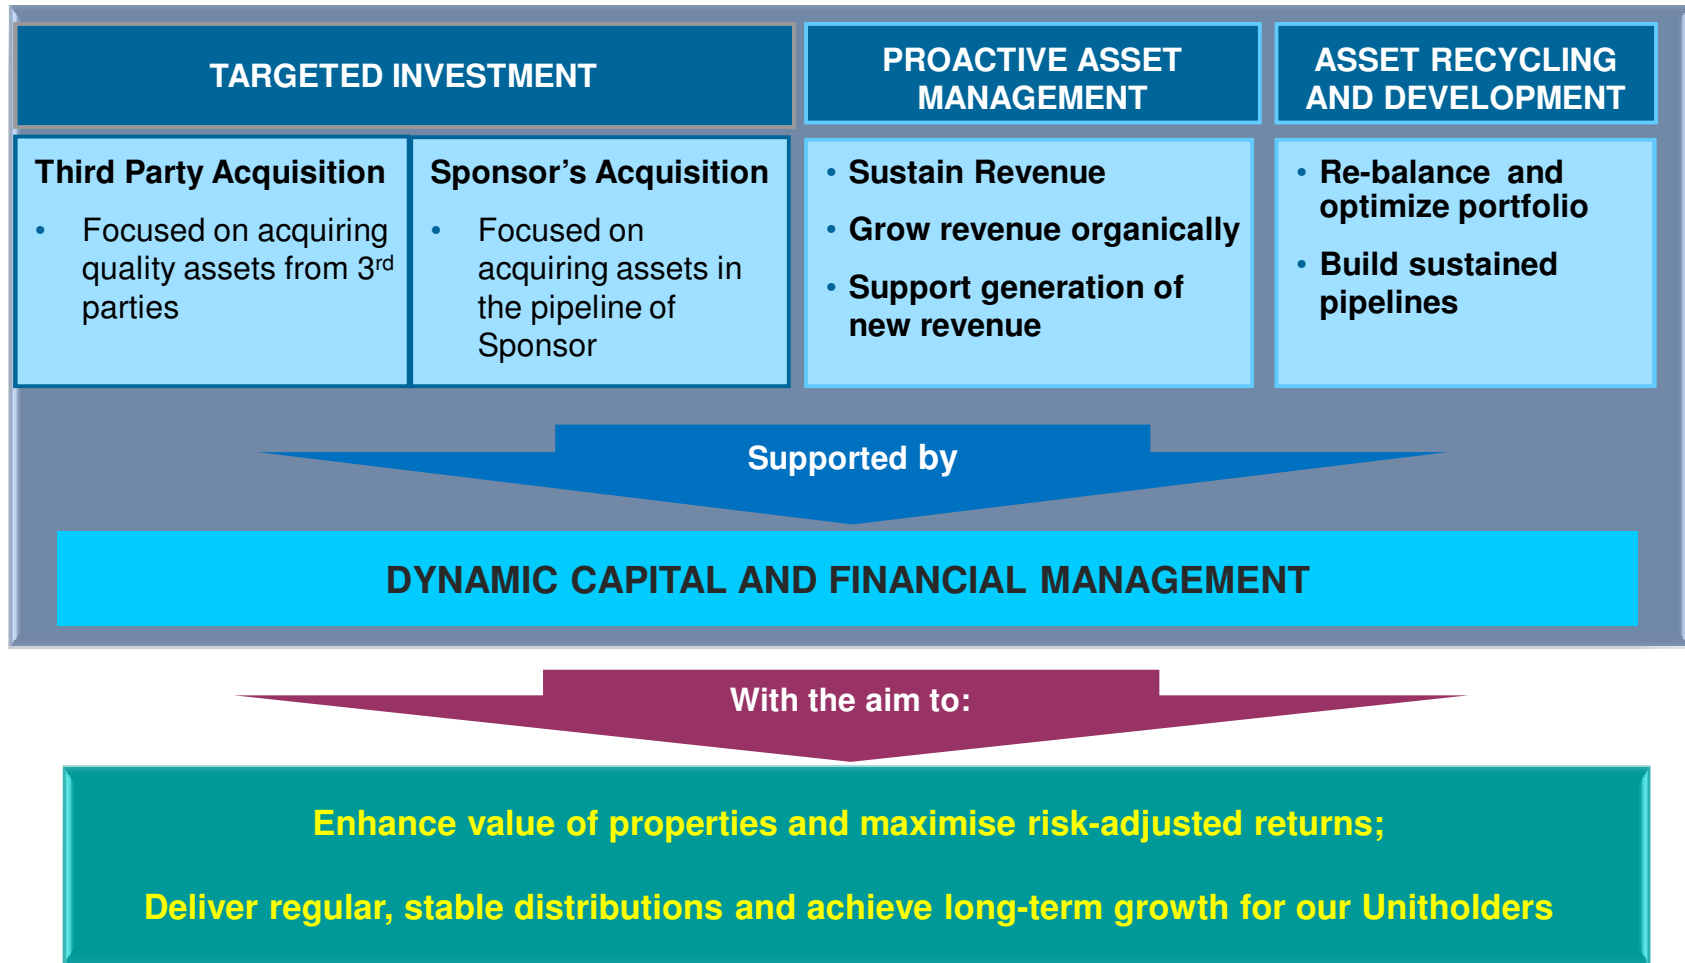 TARGETED INVESTMENT
PROACTIVE ASSET
MANAGEMENT
ASSET RECYCLING
AND DEVELOPMENT
Third Party Acquisition
• Focused on acquiring
quality assets from 3rd
parties
Sponsor’s Acquisition
• Focused on
acquiring assets in
the pipeline of
Sponsor
• Sustain Revenue
• Grow revenue organically
• Support generation of
new revenue
• Re-balance and
optimize portfolio
• Build sustained
pipelines
Supported by
DYNAMIC CAPITAL AND FINANCIAL MANAGEMENT
With the aim to:
Enhance value of properties and maximise risk-adjusted returns;
Deliver regular, stable distributions and achieve long-term growth for our Unitholders